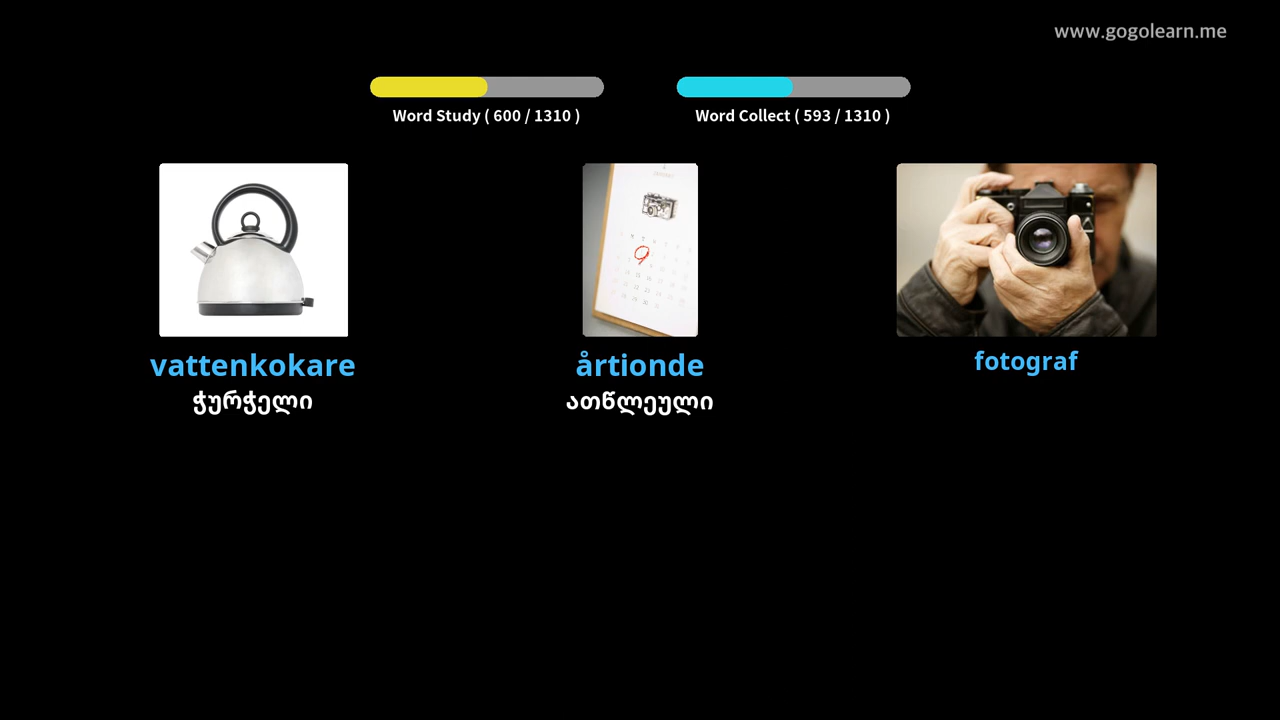 www.gogolearn.me
Word Study ( 600 / 1310 )
Word Collect ( 593 / 1310 )
vattenkokare
ჭურჭელი
årtionde
ათწლეული
fotograf